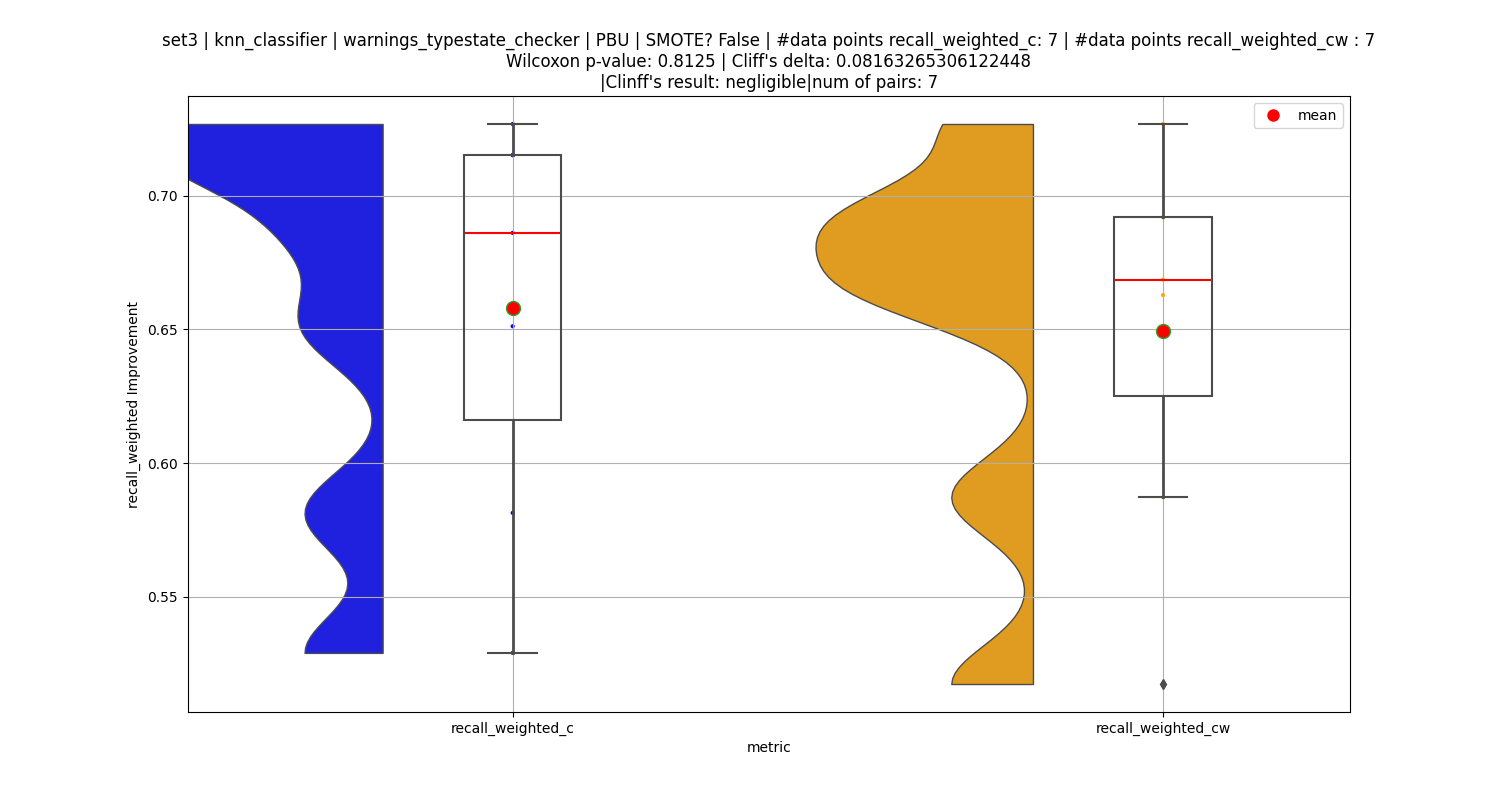 set3 | knn_classifier | warnings_typestate_checker | PBU | SMOTE? False | #data points recall_weighted_c: 7 | #data points recall_weighted_cw : 7
Wilcoxon p-value: 0.8125 | Cliff's delta: 0.08163265306122448
|Clinff's result: negligible|num of pairs: 7
mean
0.70
0.65
0.60
0.55
recall_weighted Improvement
recall_weighted_c
recall_weighted_cw
metric